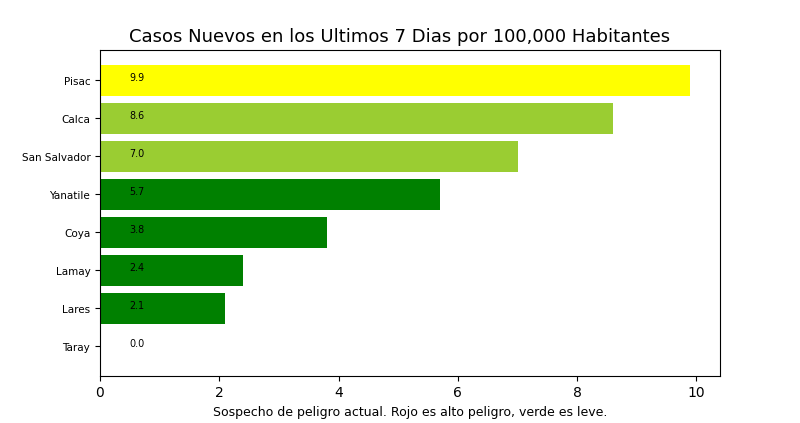 Casos Nuevos en los Ultimos 7 Dias por 100,000 Habitantes
Pisac 9.9
Calca 8.6
San Salvador 7.0
Yanatile 5.7
Coya 3.8
Lamay 2.4
Lares 2.1
Taray 0.0
0 2 4 6 8 10
Sospecho de peligro actual. Rojo es alto peligro, verde es leve.